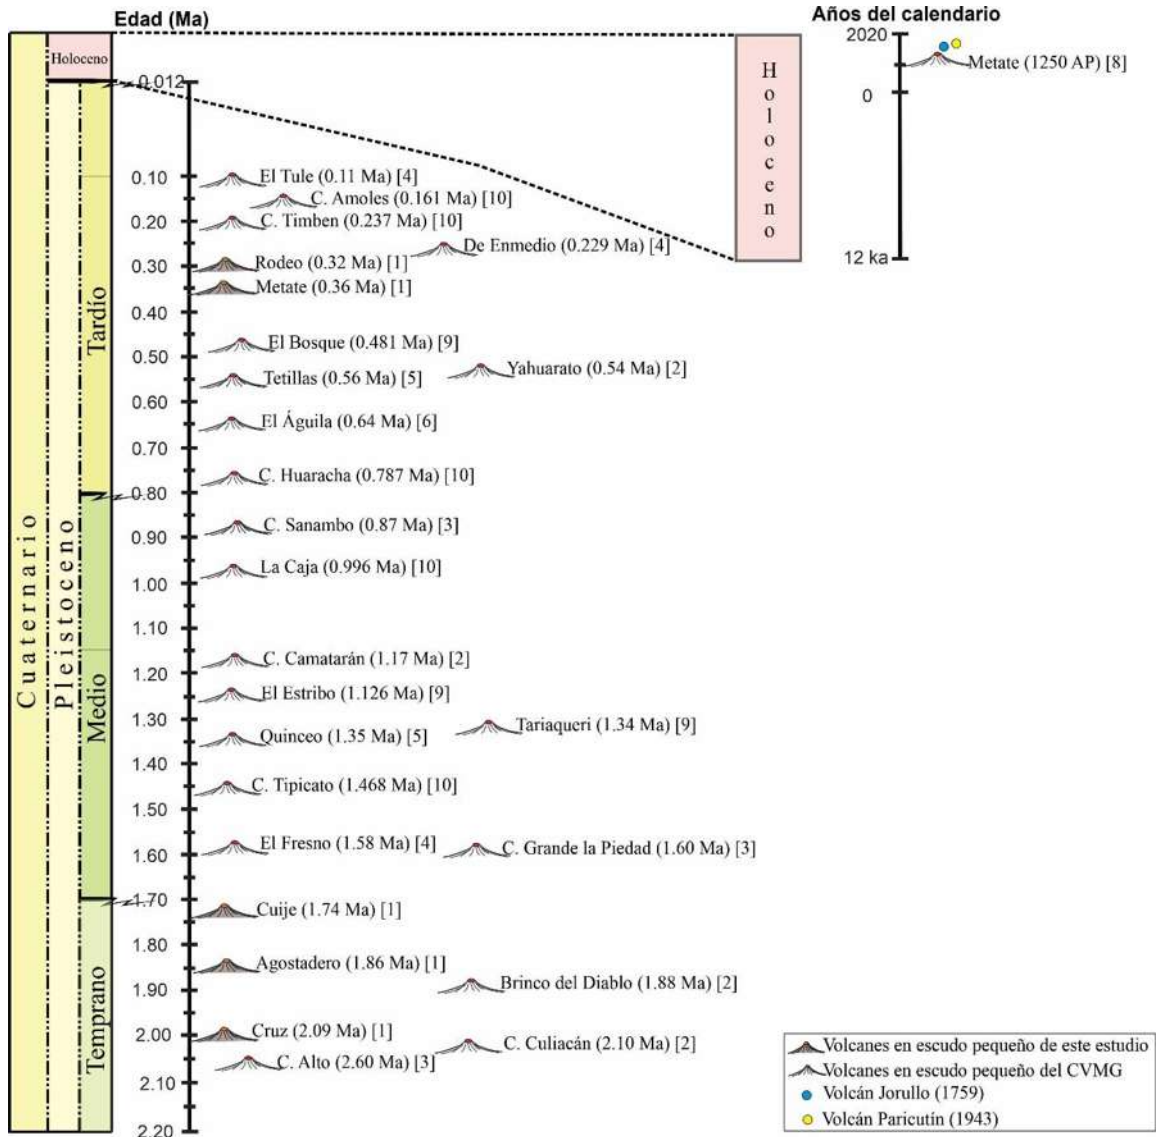 Edad (Ma)
Años del calendario
Holoceno
0.012
0.10
0.20
0.30
0.40
0.50
0.60
0.70
0.80
0.90
1.00
1.10
1.20
1.30
1.40
1.50
1.60
1.70
1.80
1.90
2.00
2.10
2.20
Cuaternario
Pleistoceno
Tardío
Medio
Temprano
El Tule (0.11 Ma) [4]
C. Amoles (0.161 Ma) [10]
C. Timben (0.237 Ma) [10]
De Enmedio (0.229 Ma) [4]
Rodeo (0.32 Ma) [1]
Metate (0.36 Ma) [1]
El Bosque (0.481 Ma) [9]
Yahuarato (0.54 Ma) [2]
Tetillas (0.56 Ma) [5]
El Águila (0.64 Ma) [6]
C. Huaracha (0.787 Ma) [10]
C. Sanambo (0.87 Ma) [3]
La Caja (0.996 Ma) [10]
C. Camatarán (1.17 Ma) [2]
El Estribo (1.126 Ma) [9]
Tariaqueri (1.34 Ma) [9]
Quinceo (1.35 Ma) [5]
C. Tipicato (1.468 Ma) [10]
El Fresno (1.58 Ma) [4]
C. Grande la Piedad (1.60 Ma) [3]
Cuije (1.74 Ma) [1]
Agostadero (1.86 Ma) [1]
Brinco del Diablo (1.88 Ma) [2]
Cruz (2.09 Ma) [1]
C. Culiacán (2.10 Ma) [2]
C. Alto (2.60 Ma) [3]
Holoceno
2020
0
12 ka
Metate (1250 AP) [8]
Volcanes en escudo pequeño de este estudio
Volcanes en escudo pequeño del CVMG
Volcán Jorullo (1759)
Volcán Paricutín (1943)